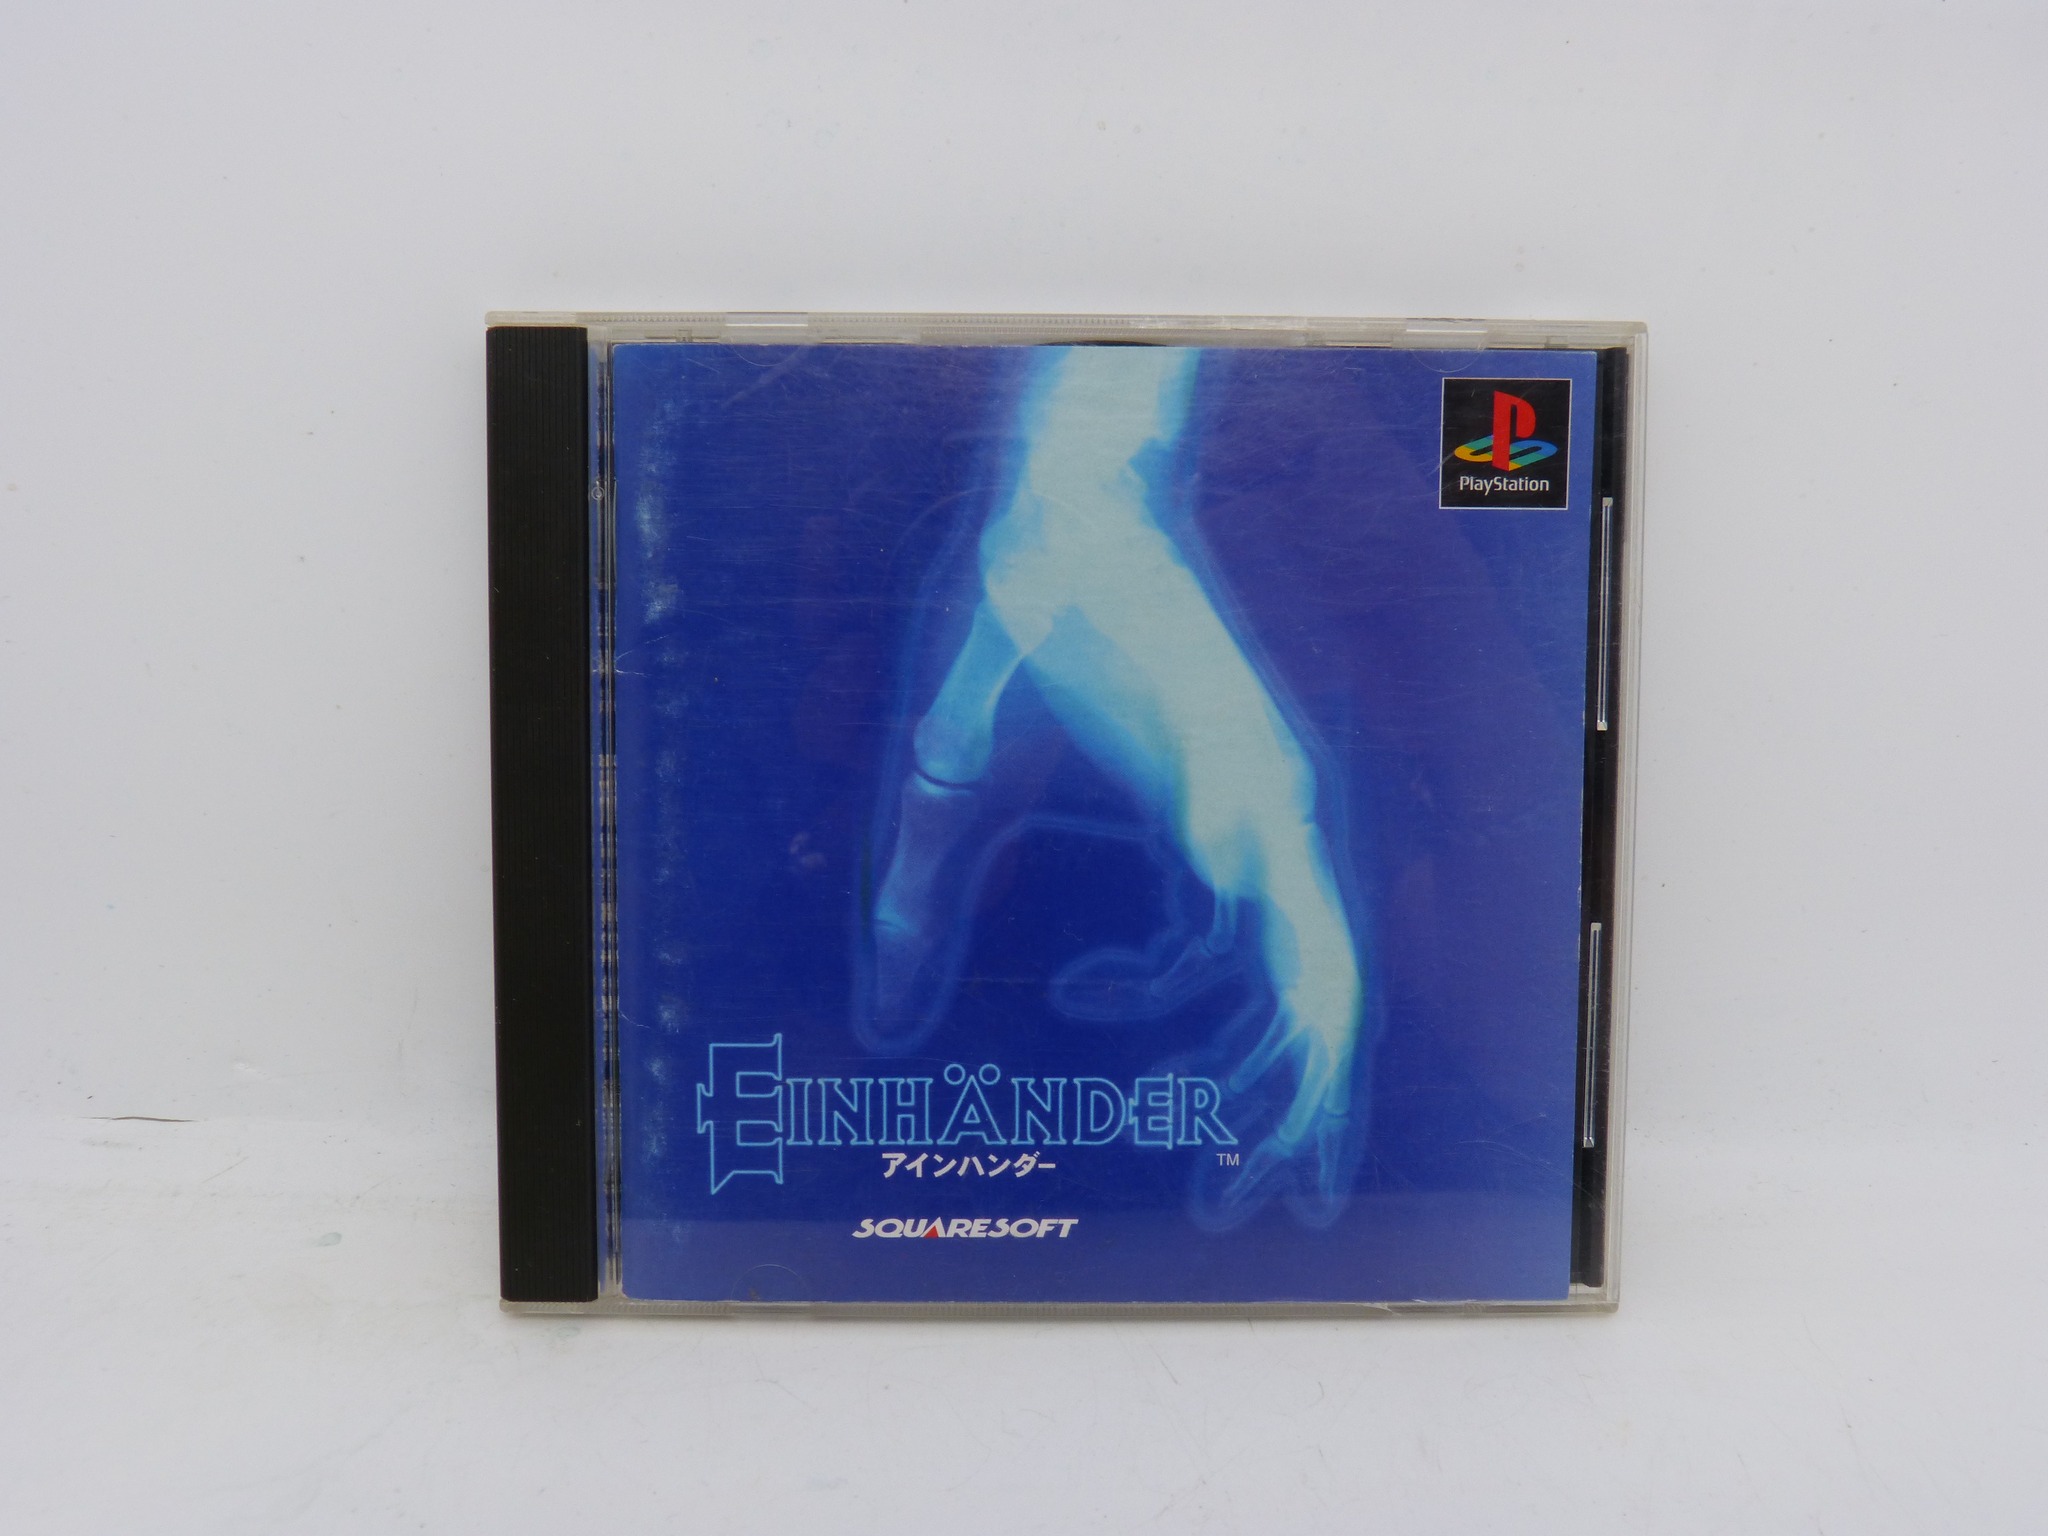 PlayStation
EINHÄNDER
アインハンダー
TM
SQUARESOFT